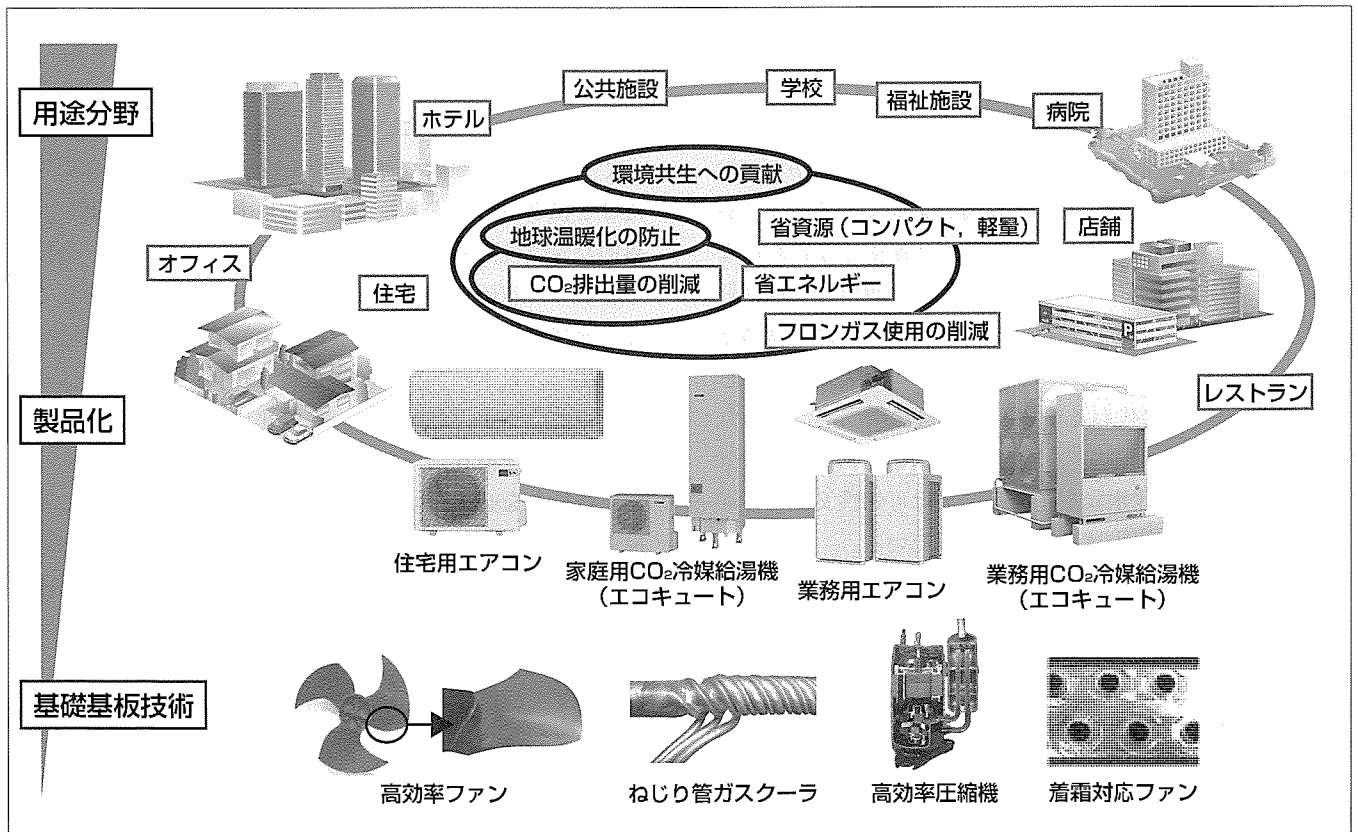 用途分野
ホテル
公共施設
学校
福祉施設
病院
環境共生への貢献
地球温暖化の防止
省資源(コンパクト,軽量)
店舗
オフィス
住宅
CO₂排出量の削減
省エネルギー
フロンガス使用の削減
製品化
レストラン
住宅用エアコン
家庭用CO₂冷媒給湯機
(エコキュート)
業務用エアコン
業務用CO₂冷媒給湯機
(エコキュート)
基礎基板技術
高効率ファン
ねじり管ガスクーラ
高効率圧縮機
着霜対応ファン